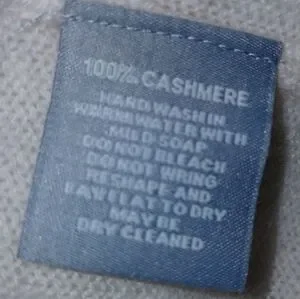 100% CASHMERE
HAND WASH IN
WARM WATER WITH
MILD SOAP
DO NOT BLEACH
DO NOT WRING
RESHAPE AND
LAY FLAT TO DRY
MAY BE
DRY CLEANED